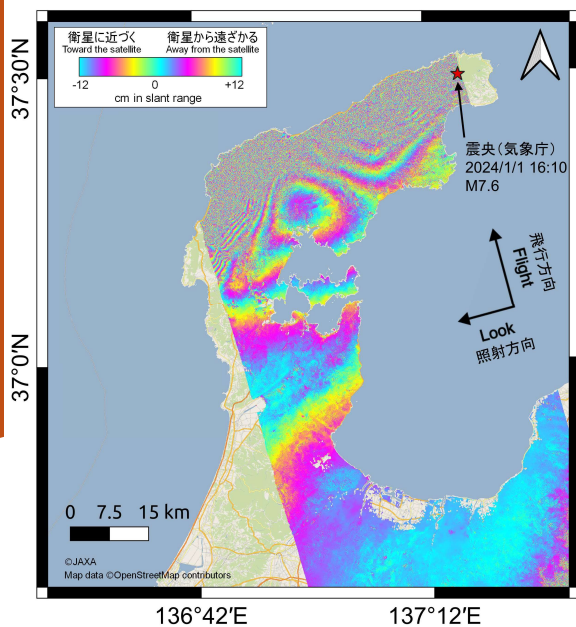 衛星に近づく 衛星から遠ざかる
Toward the satellite Away from the satellite
-12 0 +12
cm in slant range
37°30′N
震央(気象庁)
2024/1/1 16:10
M7.6
飛行方向
Flight
Look
照射方向
37°0′N
0 7.5 15 km
©JAXA
Map data ©OpenStreetMap contributors
136°42′E 137°12′E